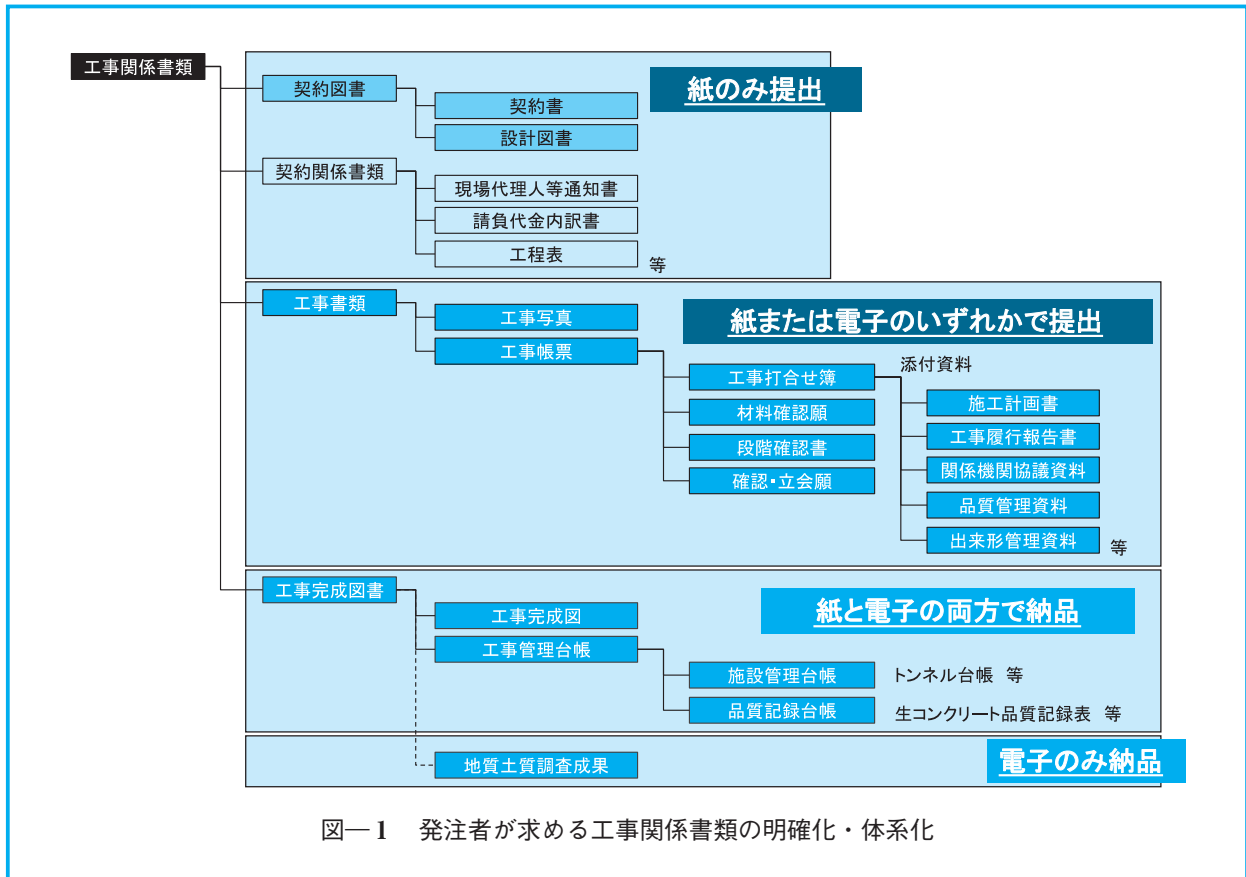 工事関係書類
紙のみ提出
契約図書
契約書
設計図書
契約関係書類
現場代理人等通知書
請負代金内訳書
工程表
等
工事書類
紙または電子のいずれかで提出
工事写真
工事帳票
工事打合せ簿
添付資料
材料確認願
段階確認書
確認・立会願
施工計画書
工事履行報告書
関係機関協議資料
品質管理資料
出来形管理資料
等
工事完成図書
紙と電子の両方で納品
工事完成図
工事管理台帳
施設管理台帳
トンネル台帳 等
品質記録台帳
生コンクリート品質記録表 等
電子のみ納品
地質土質調査成果
図―1 発注者が求める工事関係書類の明確化・体系化